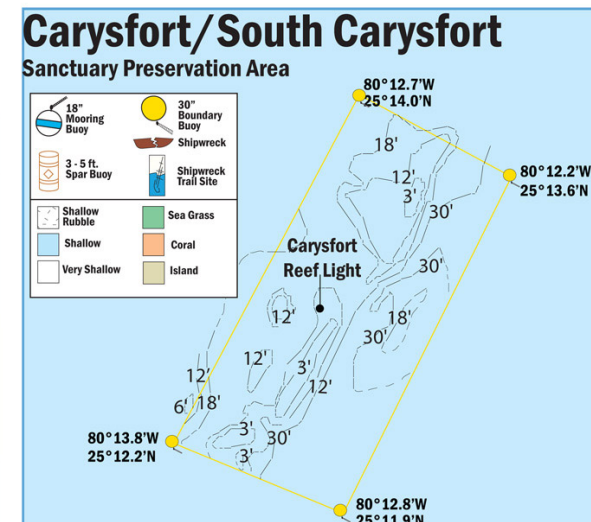 Carysfort/South Carysfort
Sanctuary Preservation Area
18"
Mooring
Buoy
30"
Boundary
Buoy
Shipwreck
3 - 5 ft.
Spar Buoy
Shipwreck
Trail Site
Shallow
Rubble
Sea Grass
Shallow
Coral
Very Shallow
Island
80°12.7'W
25°14.0'N
18'
12'
3'
30'
80°12.2'W
25°13.6'N
Carysfort
Reef Light
30'
12'
18'
30'
12'
3'
12'
12'
6'
18'
3'
30'
3'
80°13.8'W
25°12.2'N
80°12.8'W
25°11.9'N